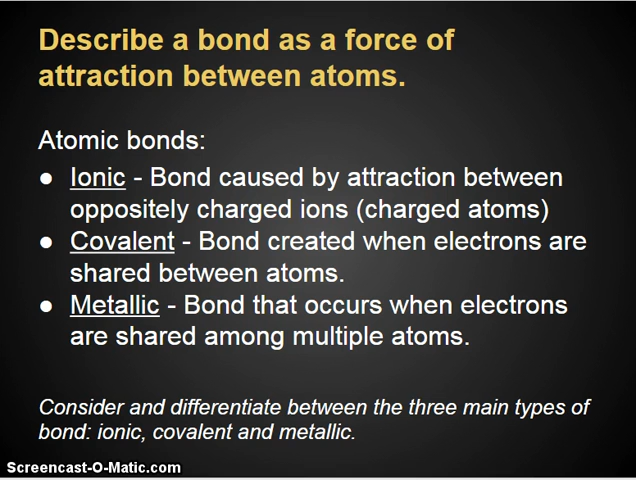 Describe a bond as a force of
attraction between atoms.
Atomic bonds:
● Ionic - Bond caused by attraction between
oppositely charged ions (charged atoms)
● Covalent - Bond created when electrons are
shared between atoms.
● Metallic - Bond that occurs when electrons
are shared among multiple atoms.
Consider and differentiate between the three main types of
bond: ionic, covalent and metallic.
Screencast-O-Matic.com